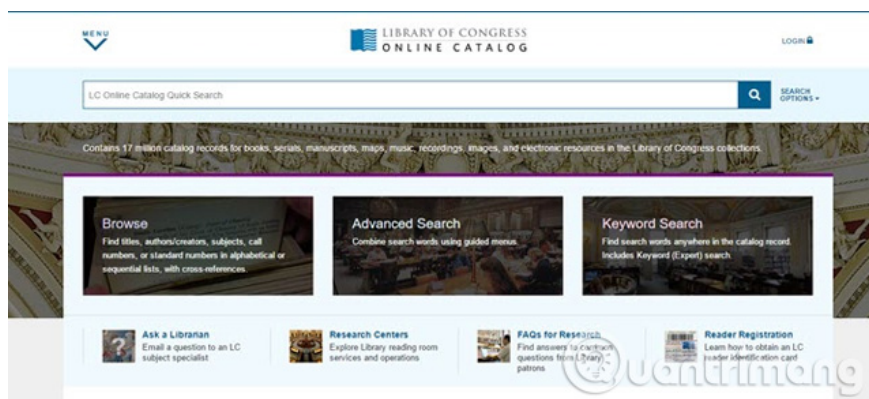 MENU
LIBRARY OF CONGRESS
ONLINE CATALOG
LOGIN
LC Online Catalog Quick Search
SEARCH
OPTIONS
Contains 17 million catalog records for books, serials, manuscripts, maps, music, recordings, images, and electronic resources in the Library of Congress collections.
Browse
Find titles, authors/creators, subjects, call
numbers, or standard numbers in alphabetical or
sequential lists, with cross-references.
Advanced Search
Combine search words using guided menus.
Keyword Search
Find search words anywhere in the catalog record.
Includes Keyword (Expert) search.
Ask a Librarian
Email a question to an LC
subject specialist
Research Centers
Explore Library reading room
services and operations
FAQs for Research
Find answers to common
questions from Library
patrons
Reader Registration
Learn how to obtain an LC
reader identification card
Quantrimang